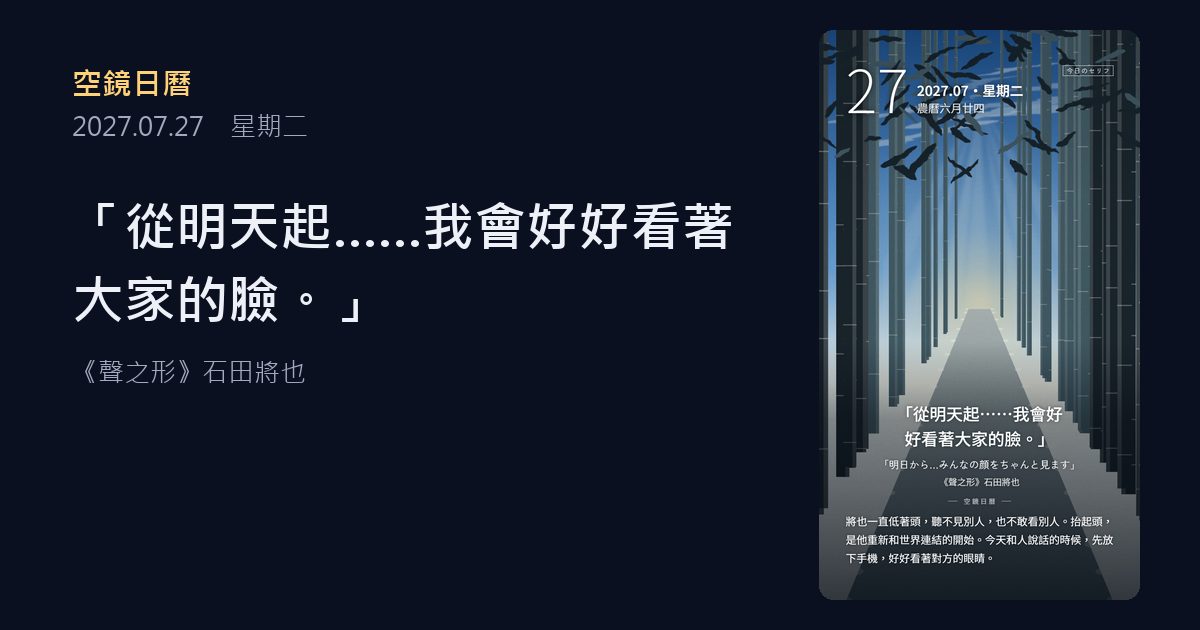 空鏡日曆
2027.07.27 星期二
「從明天起……我會好好看著
大家的臉。」
《聲之形》石田將也
27
2027.07・星期二
農曆六月廿四
今日のセリフ
「從明天起……我會好
好看著大家的臉。」
「明日から…みんなの顔をちゃんと見ます」
《聲之形》石田將也
— 空鏡日曆 —
將也一直低著頭，聽不見別人，也不敢看別人。抬起頭，
是他重新和世界連結的開始。今天和人說話的時候，先放
下手機，好好看著對方的眼睛。